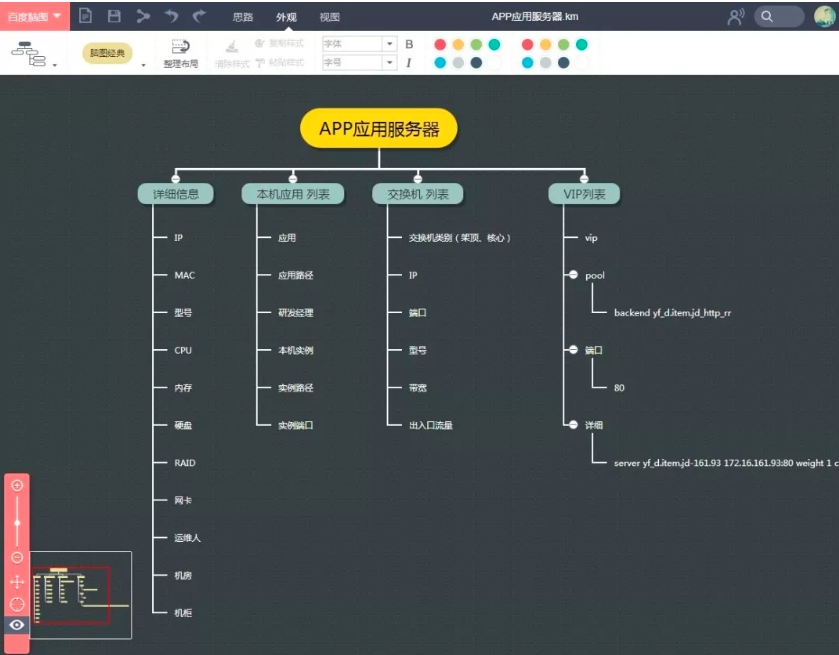 百度脑图
思路
外观
视图
APP应用服务器.km
脑图经典
整理布局
清除样式
复制样式
粘贴样式
字体
B
字号
I
APP应用服务器
详细信息
本机应用 列表
交换机 列表
VIP列表
IP
MAC
型号
CPU
内存
硬盘
RAID
网卡
运维人
机房
机柜
应用
应用路径
研发经理
本机实例
实例路径
实例端口
交换机类别（架顶、核心）
IP
端口
型号
带宽
出入口流量
vip
pool
backend yf_d.item.jd_http_rr
端口
80
详细
server yf_d.item.jd-161.93 172.16.161.93:80 weight 1 c